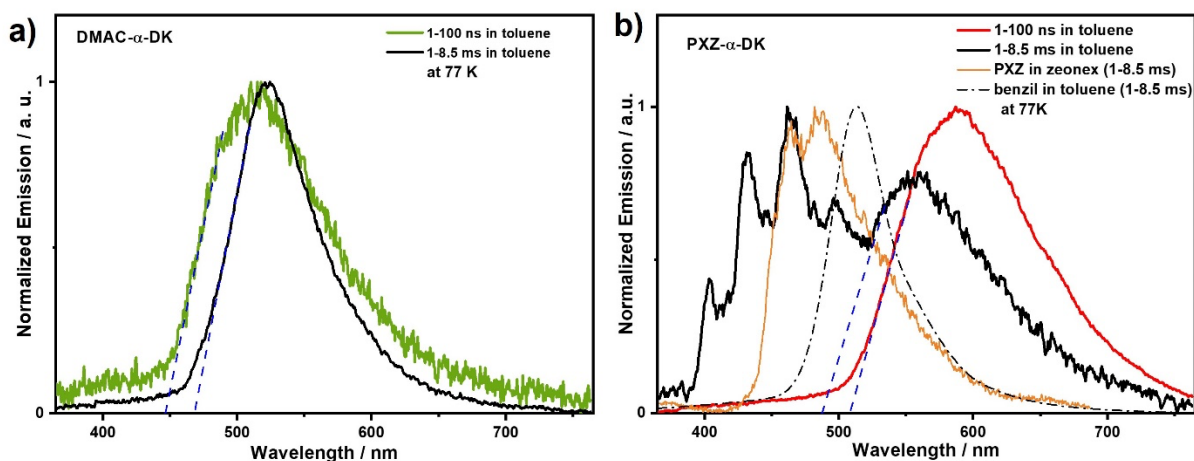 a)
DMAC-α-DK
1-100 ns in toluene
1-8.5 ms in toluene
at 77 K
Normalized Emission / a. u.
1
0
400
500
600
700
Wavelength / nm
b)
PXZ-α-DK
1-100 ns in toluene
1-8.5 ms in toluene
PXZ in zeonex (1-8.5 ms)
benzil in toluene (1-8.5 ms)
at 77K
Normalized Emission / a. u.
1
0
400
500
600
700
Wavelength / nm